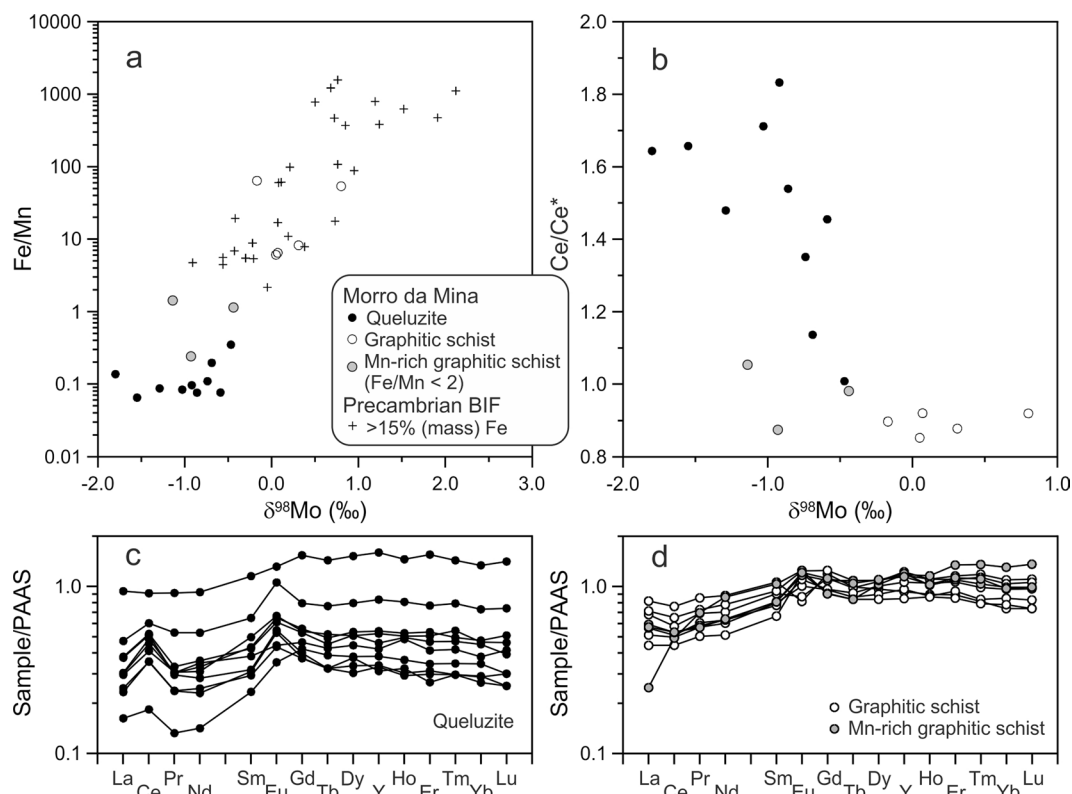 10000
1000
100
10
1
0.1
0.01
Fe/Mn
a
-2.0 -1.0 0.0 1.0 2.0 3.0
δ⁹⁸Mo (‰)
Morro da Mina
Queluzite
Graphitic schist
Mn-rich graphitic schist
(Fe/Mn < 2)
Precambrian BIF
+ >15% (mass) Fe
2.0
1.8
1.6
1.4
1.2
1.0
0.8
Ce/Ce*
b
-2.0 -1.0 0.0 1.0
δ⁹⁸Mo (‰)
c
1.0
0.1
Sample/PAAS
Queluzite
La Ce Pr Nd Sm Eu Gd Tb Dy Y Ho Er Tm Yb Lu
d
1.0
0.1
Sample/PAAS
Graphitic schist
Mn-rich graphitic schist
La Ce Pr Nd Sm Eu Gd Tb Dy Y Ho Er Tm Yb Lu